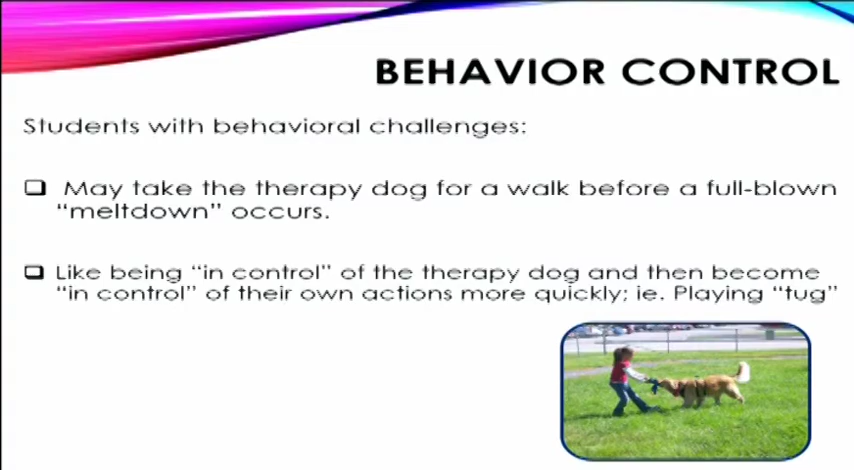 BEHAVIOR CONTROL
Students with behavioral challenges:
May take the therapy dog for a walk before a full-blown
“meltdown” occurs.
Like being “in control” of the therapy dog and then become
“in control” of their own actions more quickly; ie. Playing “tug”